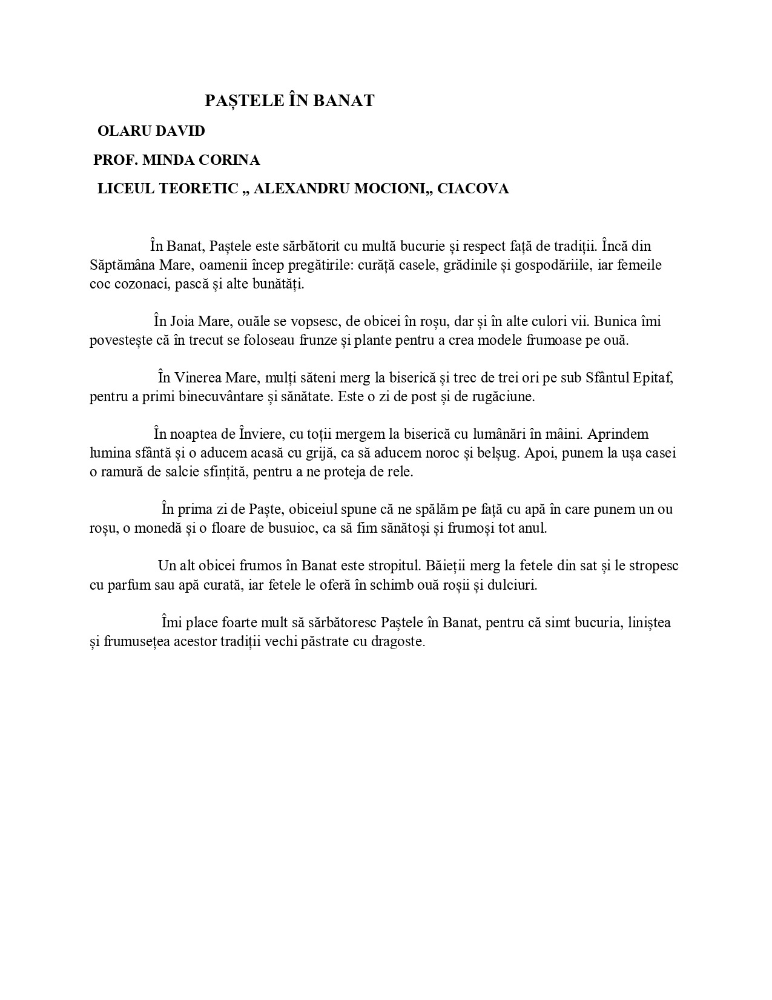 PAȘTELE ÎN BANAT
OLARU DAVID
PROF. MINDA CORINA
LICEUL TEORETIC „ ALEXANDRU MOCIONI„ CIACOVA
În Banat, Paștele este sărbătorit cu multă bucurie și respect față de tradiții. Încă din
Săptămâna Mare, oamenii încep pregătirile: curăță casele, grădinile și gospodăriile, iar femeile
coc cozonaci, pască și alte bunătăți.
În Joia Mare, ouăle se vopsesc, de obicei în roșu, dar și în alte culori vii. Bunica îmi
povestește că în trecut se foloseau frunze și plante pentru a crea modele frumoase pe ouă.
În Vinerea Mare, mulți săteni merg la biserică și trec de trei ori pe sub Sfântul Epitaf,
pentru a primi binecuvântare și sănătate. Este o zi de post și de rugăciune.
În noaptea de Înviere, cu toții mergem la biserică cu lumânări în mâini. Aprindem
lumina sfântă și o aducem acasă cu grijă, ca să aducem noroc și belșug. Apoi, punem la ușa casei
o ramură de salcie sfințită, pentru a ne proteja de rele.
În prima zi de Paște, obiceiul spune că ne spălăm pe față cu apă în care punem un ou
roșu, o monedă și o floare de busuioc, ca să fim sănătoși și frumoși tot anul.
Un alt obicei frumos în Banat este stropitul. Băieții merg la fetele din sat și le stropesc
cu parfum sau apă curată, iar fetele le oferă în schimb ouă roșii și dulciuri.
Îmi place foarte mult să sărbătoresc Paștele în Banat, pentru că simt bucuria, liniștea
și frumusețea acestor tradiții vechi păstrate cu dragoste.